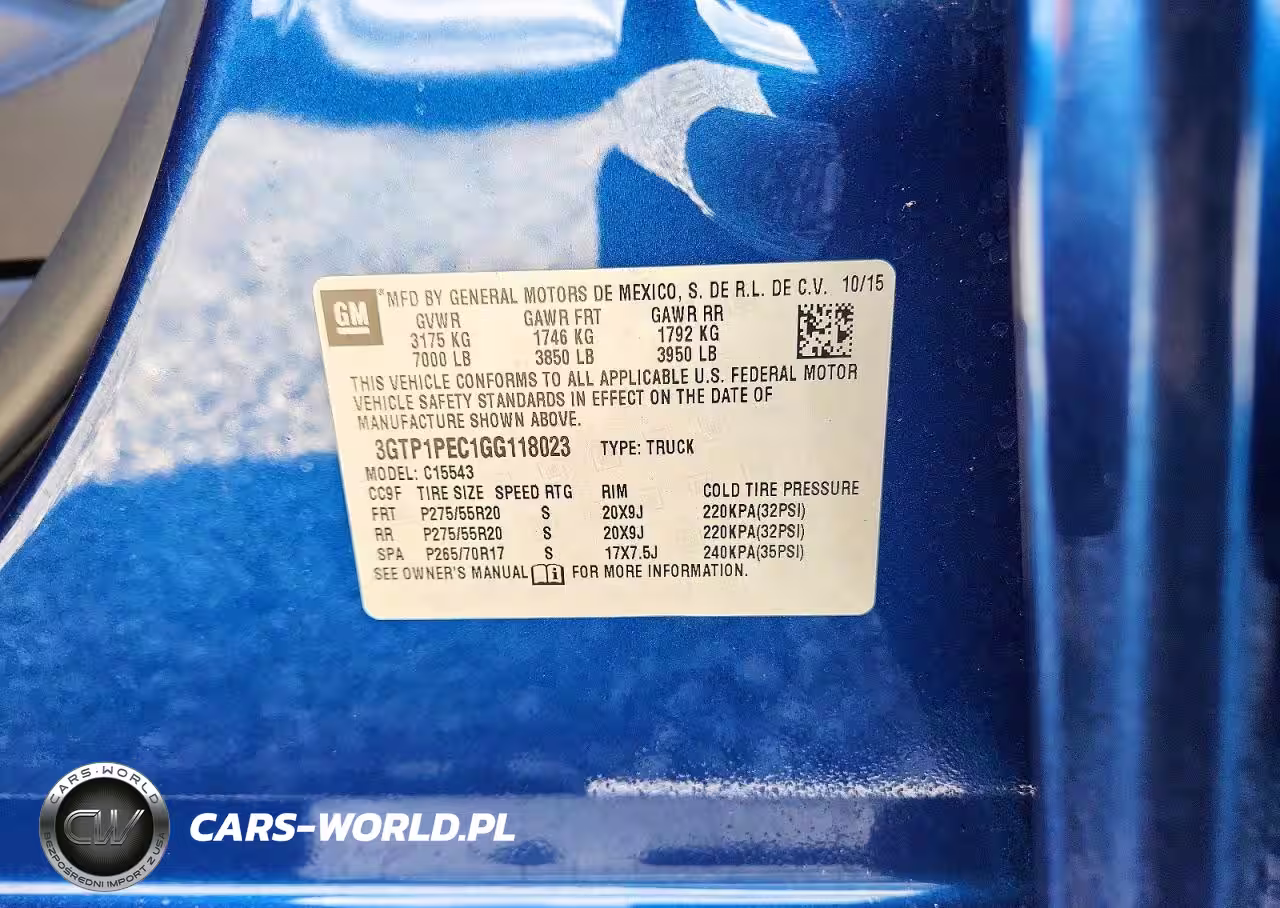 GM ® MFD BY GENERAL MOTORS DE MEXICO, S. DE R.L. DE C.V. 10/15
GVWR GAWR FRT GAWR RR
3175 KG 1746 KG 1792 KG
7000 LB 3850 LB 3950 LB
THIS VEHICLE CONFORMS TO ALL APPLICABLE U.S. FEDERAL MOTOR
VEHICLE SAFETY STANDARDS IN EFFECT ON THE DATE OF
MANUFACTURE SHOWN ABOVE.
3GTP1PEC1GG118023 TYPE: TRUCK
MODEL: C15543
CC9F TIRE SIZE SPEED RTG RIM COLD TIRE PRESSURE
FRT P275/55R20 S 20X9J 220KPA(32PSI)
RR P275/55R20 S 20X9J 220KPA(32PSI)
SPA P265/70R17 S 17X7.5J 240KPA(35PSI)
SEE OWNER'S MANUAL i FOR MORE INFORMATION.
CARS-WORLD
CW
BEZPOŚREDNI IMPORT Z USA
CARS-WORLD.PL